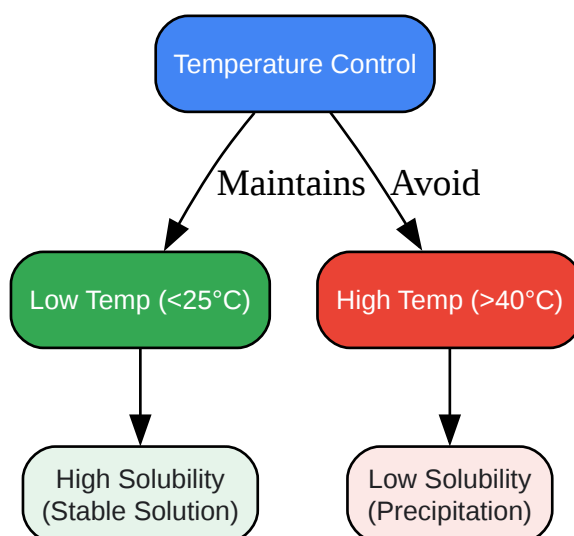 Temperature Control
Maintains
Avoid
Low Temp (<25°C)
High Temp (>40°C)
High Solubility
(Stable Solution)
Low Solubility
(Precipitation)